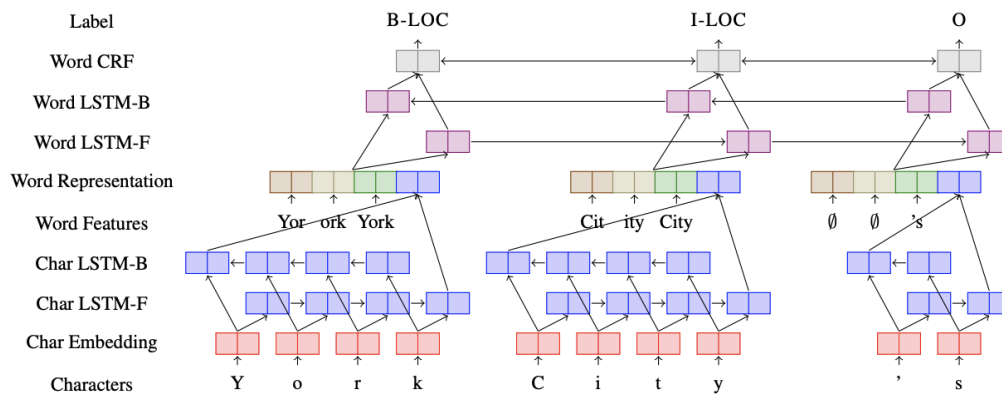 Label B-LOC I-LOC O
Word CRF
Word LSTM-B
Word LSTM-F
Word Representation
Word Features Yor ork York Cit ity City ∅ ∅ 's
Char LSTM-B
Char LSTM-F
Char Embedding
Characters Y o r k C i t y ' s